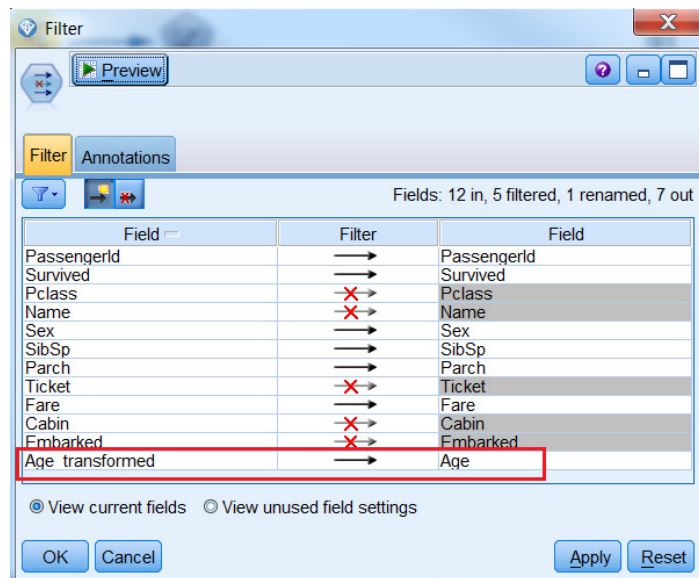 Filter
Preview
Filter Annotations
Fields: 12 in, 5 filtered, 1 renamed, 7 out
Field Filter Field
PassengerId PassengerId
Survived Survived
Pclass Pclass
Name Name
Sex Sex
SibSp SibSp
Parch Parch
Ticket Ticket
Fare Fare
Cabin Cabin
Embarked Embarked
Age_transformed Age
View current fields View unused field settings
OK Cancel Apply Reset